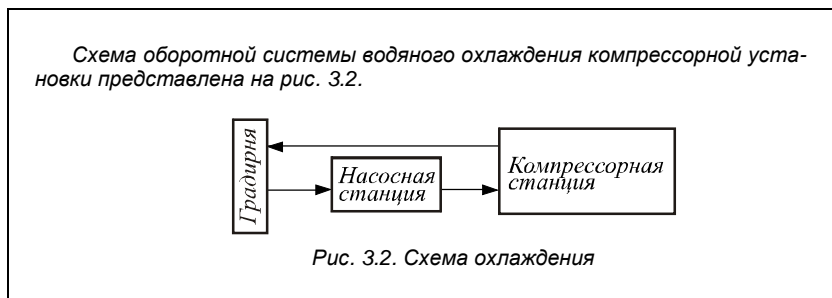 Схема оборотной системы водяного охлаждения компрессорной уста-
новки представлена на рис. 3.2.
Градирня
Насосная
станция
Компрессорная
станция
Рис. 3.2. Схема охлаждения